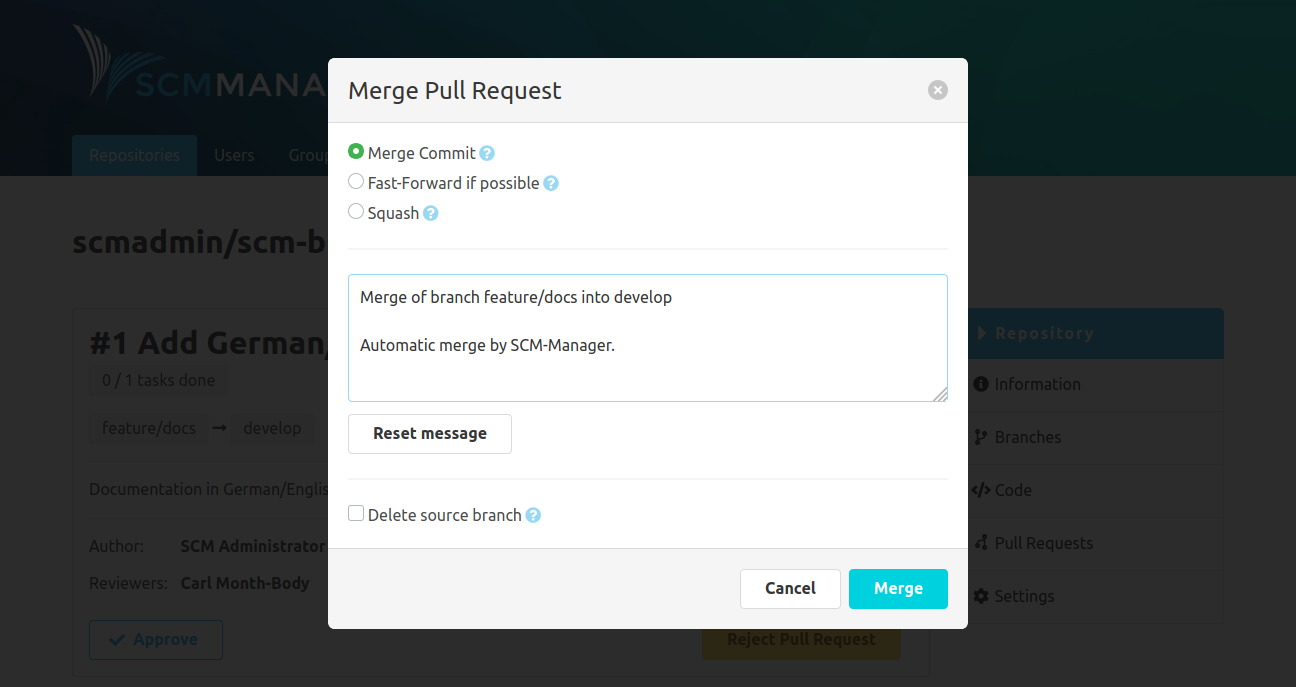 SCMMANA
Merge Pull Request
Repositories Users Group
Merge Commit
Fast-Forward if possible
Squash
scmadmin/scm-b
Merge of branch feature/docs into develop
Automatic merge by SCM-Manager.
#1 Add German/
0 / 1 tasks done
feature/docs → develop
Reset message
Documentation in German/Englis
Delete source branch
Author: SCM Administrator
Reviewers: Carl Month-Body
Cancel Merge
Approve
Reject Pull Request
Repository
Information
Branches
Code
Pull Requests
Settings